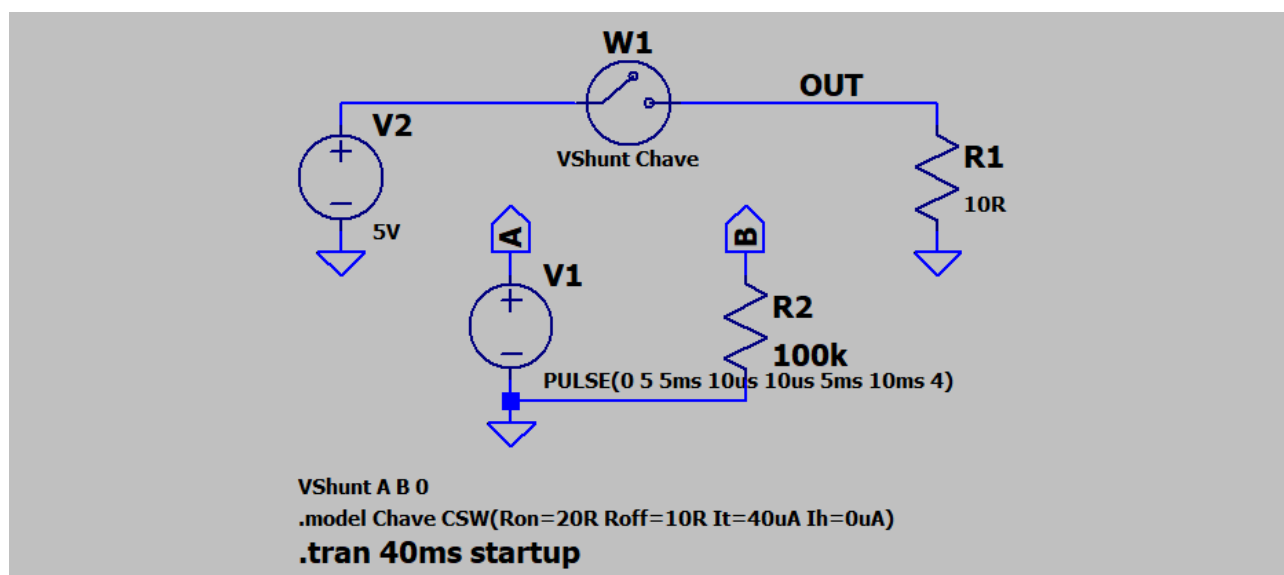 W1
OUT
V2
VShunt Chave
R1
10R
5V
A
B
V1
R2
100k
PULSE(0 5 5ms 10us 10us 5ms 10ms 4)
VShunt A B 0
.model Chave CSW(Ron=20R Roff=10R It=40uA Ih=0uA)
.tran 40ms startup